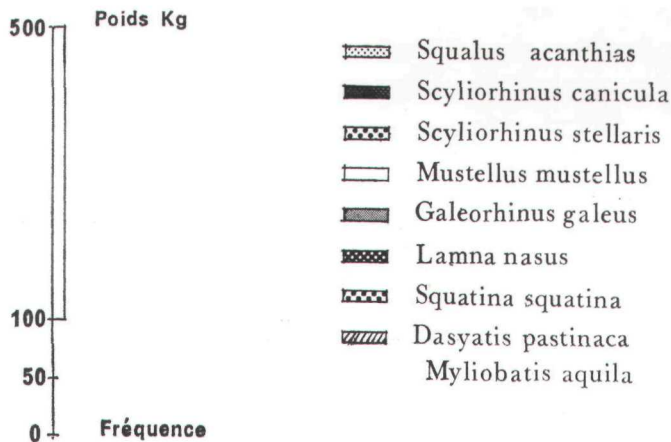 Poids Kg
500
100
50
0
Fréquence
Squalus acanthias
Scyliorhinus canicula
Scyliorhinus stellaris
Mustellus mustellus
Galeorhinus galeus
Lamna nasus
Squatina squatina
Dasyatis pastinaca
Myliobatis aquila